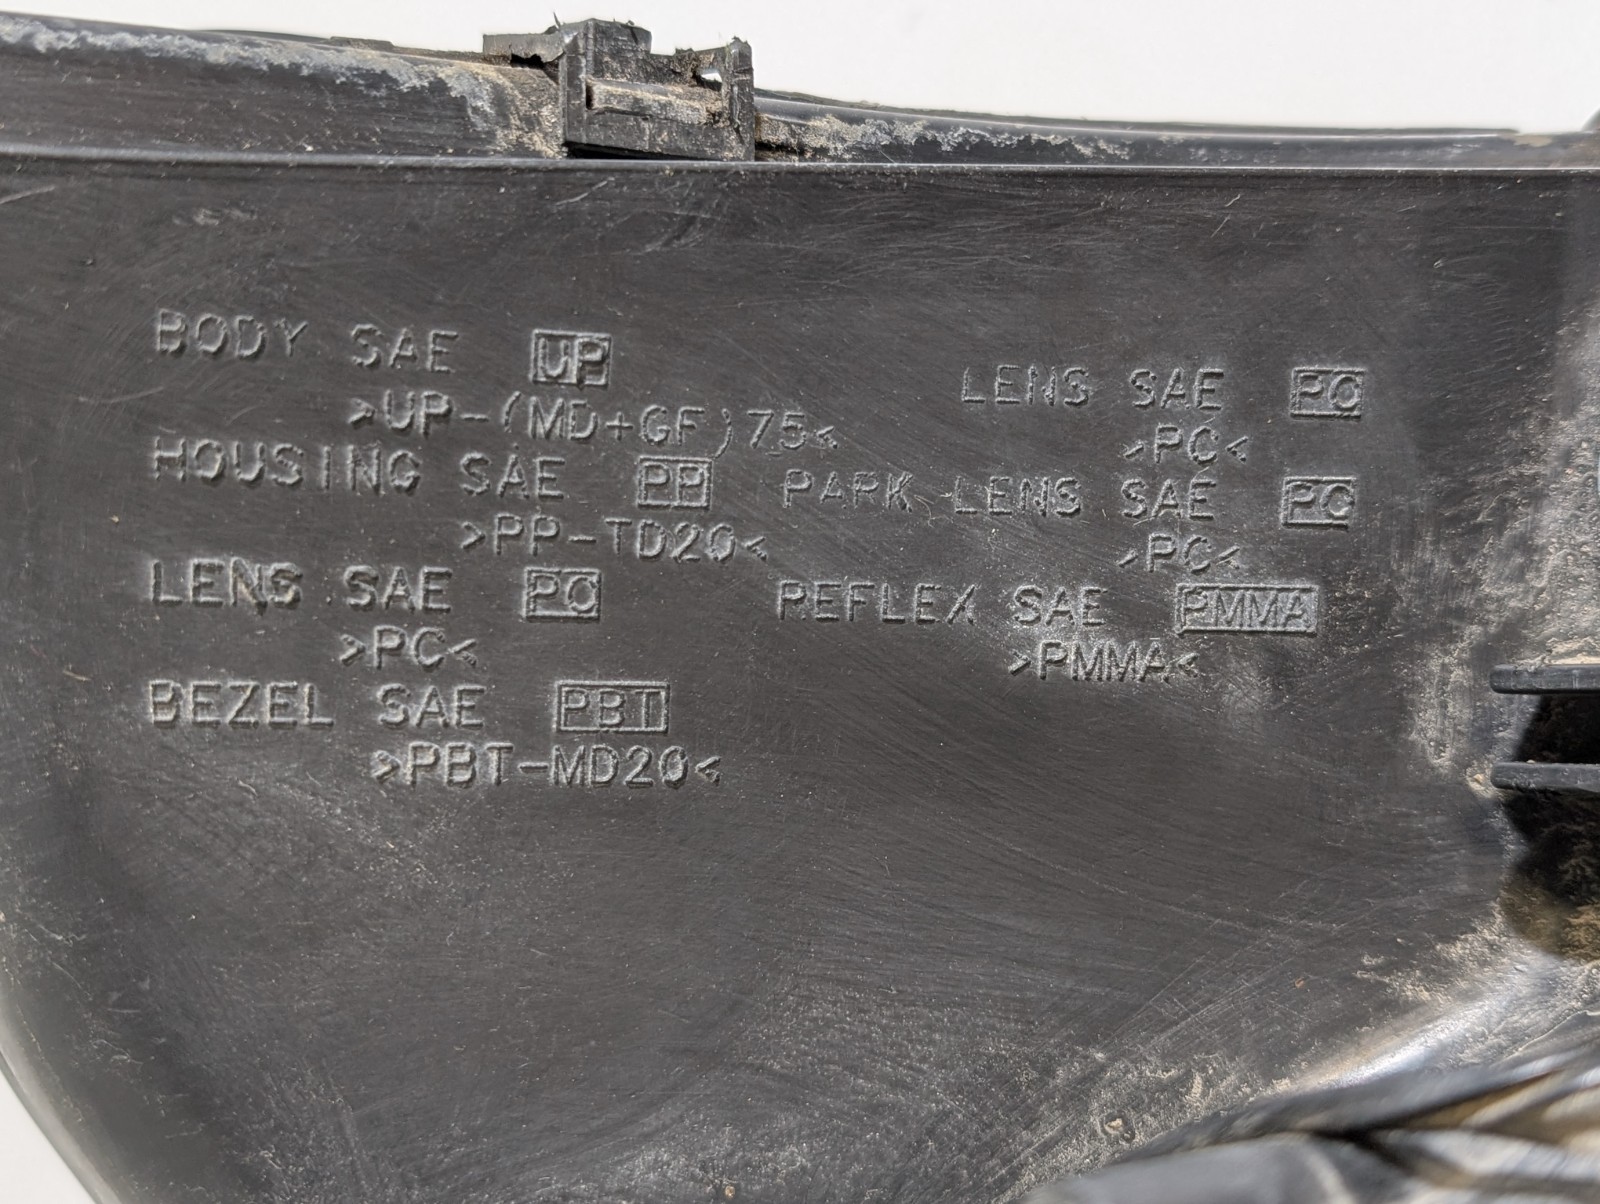 BODY SAE UP
>UP-(MD+GF)75<
HOUSING SAE PP
>PP-TD20<
LENS SAE PC
>PC<
BEZEL SAE PBT
>PBT-MD20<
LENS SAE PC
>PC<
PARK LENS SAE PC
>PC<
REFLEX SAE PMMA
>PMMA<